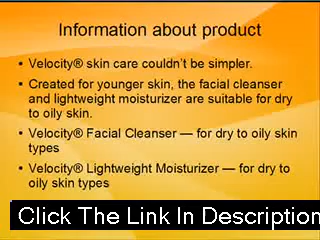 Information about product
• Velocity® skin care couldn't be simpler.
• Created for younger skin, the facial cleanser
and lightweight moisturizer are suitable for dry
to oily skin.
• Velocity® Facial Cleanser — for dry to oily skin
types
• Velocity® Lightweight Moisturizer — for dry to
oily skin types
Click The Link In Description